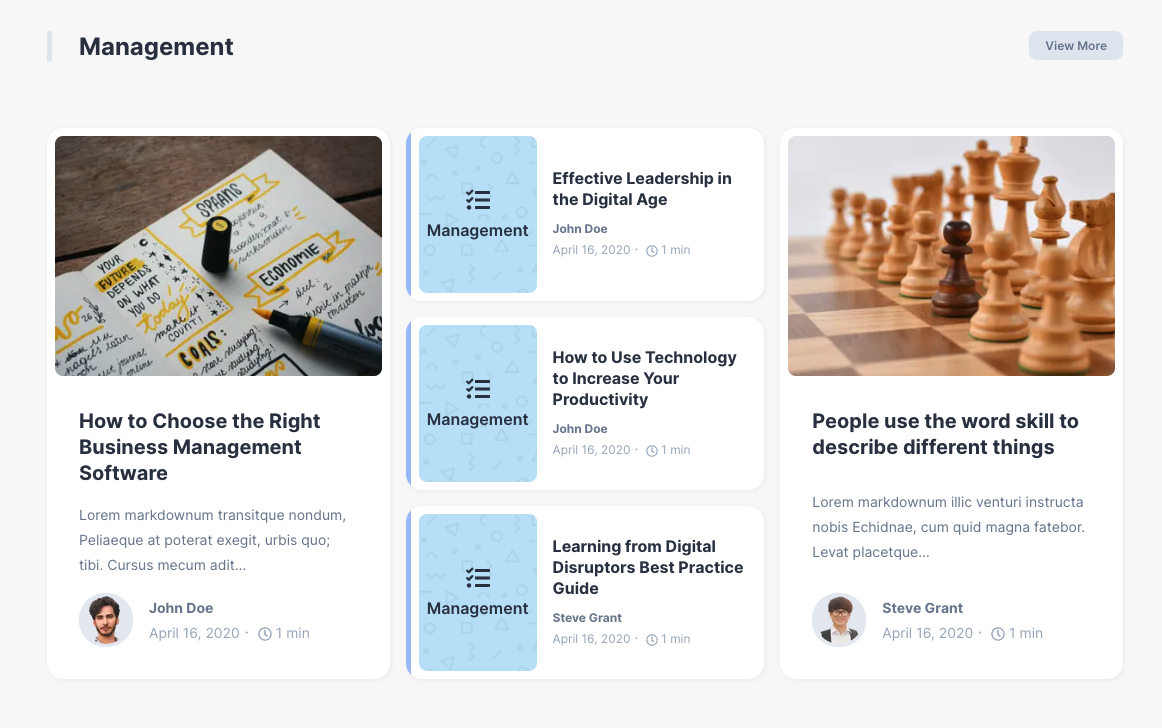 Management
View More
SPAANS
YOUR
FUTURE
DEPENDS
ON WHAT
YOU DO
today
make it
COUNT!
ECONOMIE
GOALS:
How to Choose the Right
Business Management
Software
Lorem markdownum transitque nondum,
Peliaeque at poterat exegit, urbis quo;
tibi. Cursus mecum adit...
John Doe
April 16, 2020 · 1 min
Management
Effective Leadership in
the Digital Age
John Doe
April 16, 2020 · 1 min
Management
How to Use Technology
to Increase Your
Productivity
John Doe
April 16, 2020 · 1 min
Management
Learning from Digital
Disruptors Best Practice
Guide
Steve Grant
April 16, 2020 · 1 min
People use the word skill to
describe different things
Lorem markdownum illic venturi instructa
nobis Echidnae, cum quid magna fatebor.
Levat placetque...
Steve Grant
April 16, 2020 · 1 min